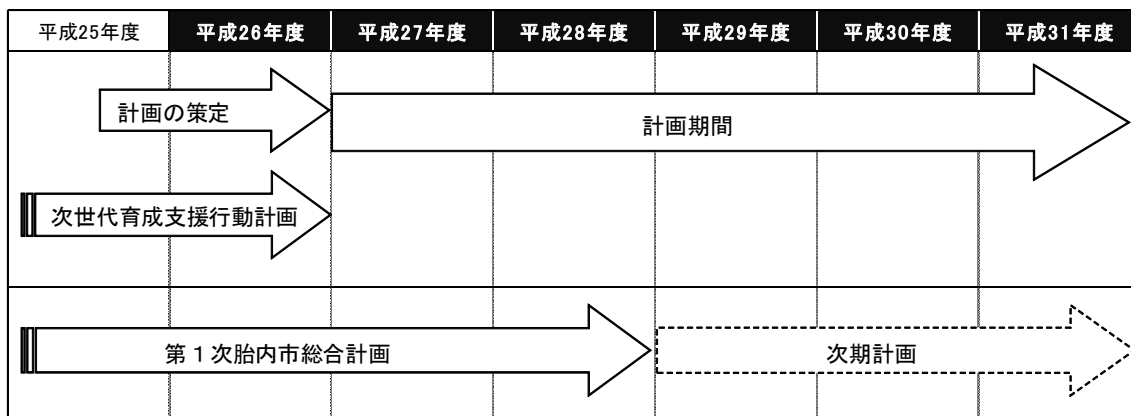 平成25年度 平成26年度 平成27年度 平成28年度 平成29年度 平成30年度 平成31年度
計画の策定 計画期間
次世代育成支援行動計画
第１次胎内市総合計画 次期計画